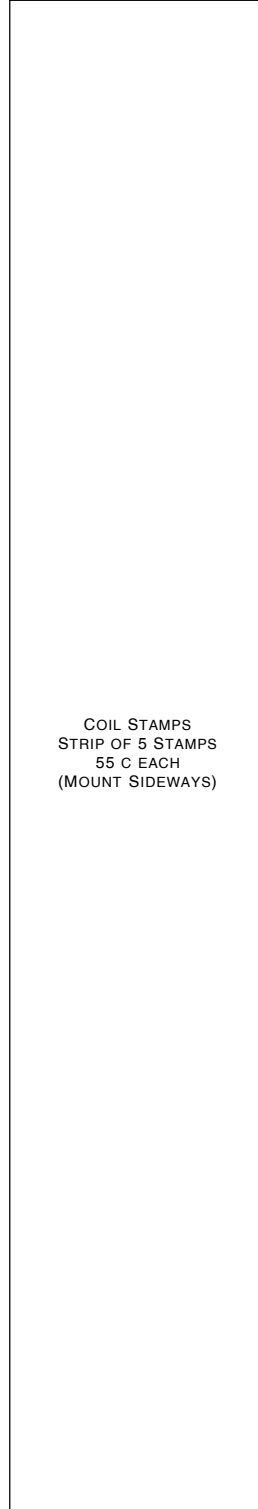 COIL STAMPS
STRIP OF 5 STAMPS
55 C EACH
(MOUNT SIDEWAYS)